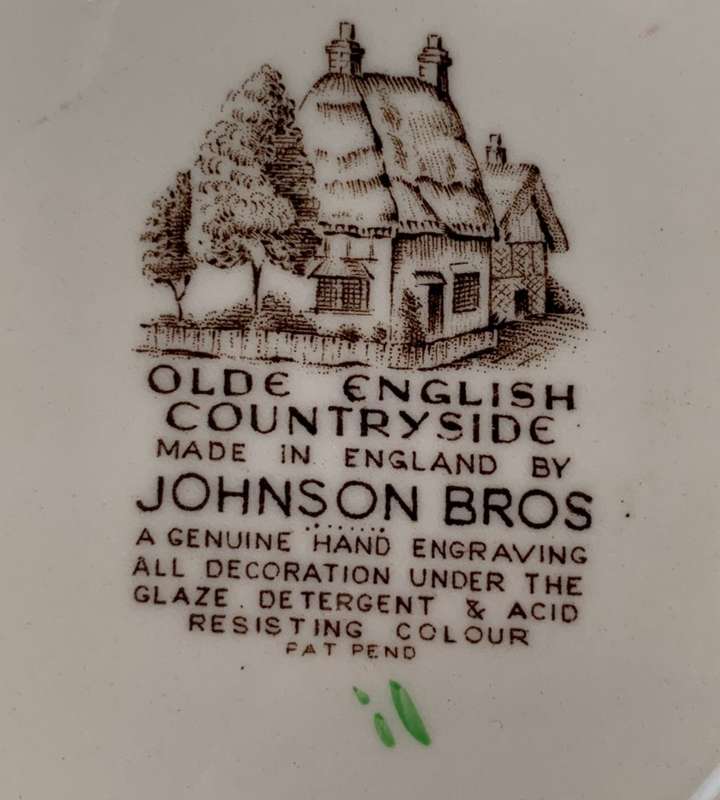 OLDE ENGLISH
COUNTRYSIDE
MADE IN ENGLAND BY
JOHNSON BROS
A GENUINE HAND ENGRAVING
ALL DECORATION UNDER THE
GLAZE . DETERGENT & ACID
RESISTING COLOUR
PAT PEND